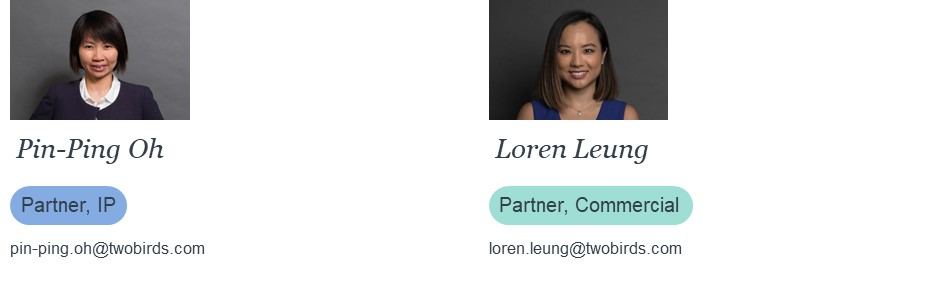 Pin-Ping Oh
Partner, IP
pin-ping.oh@twobirds.com
Loren Leung
Partner, Commercial
loren.leung@twobirds.com